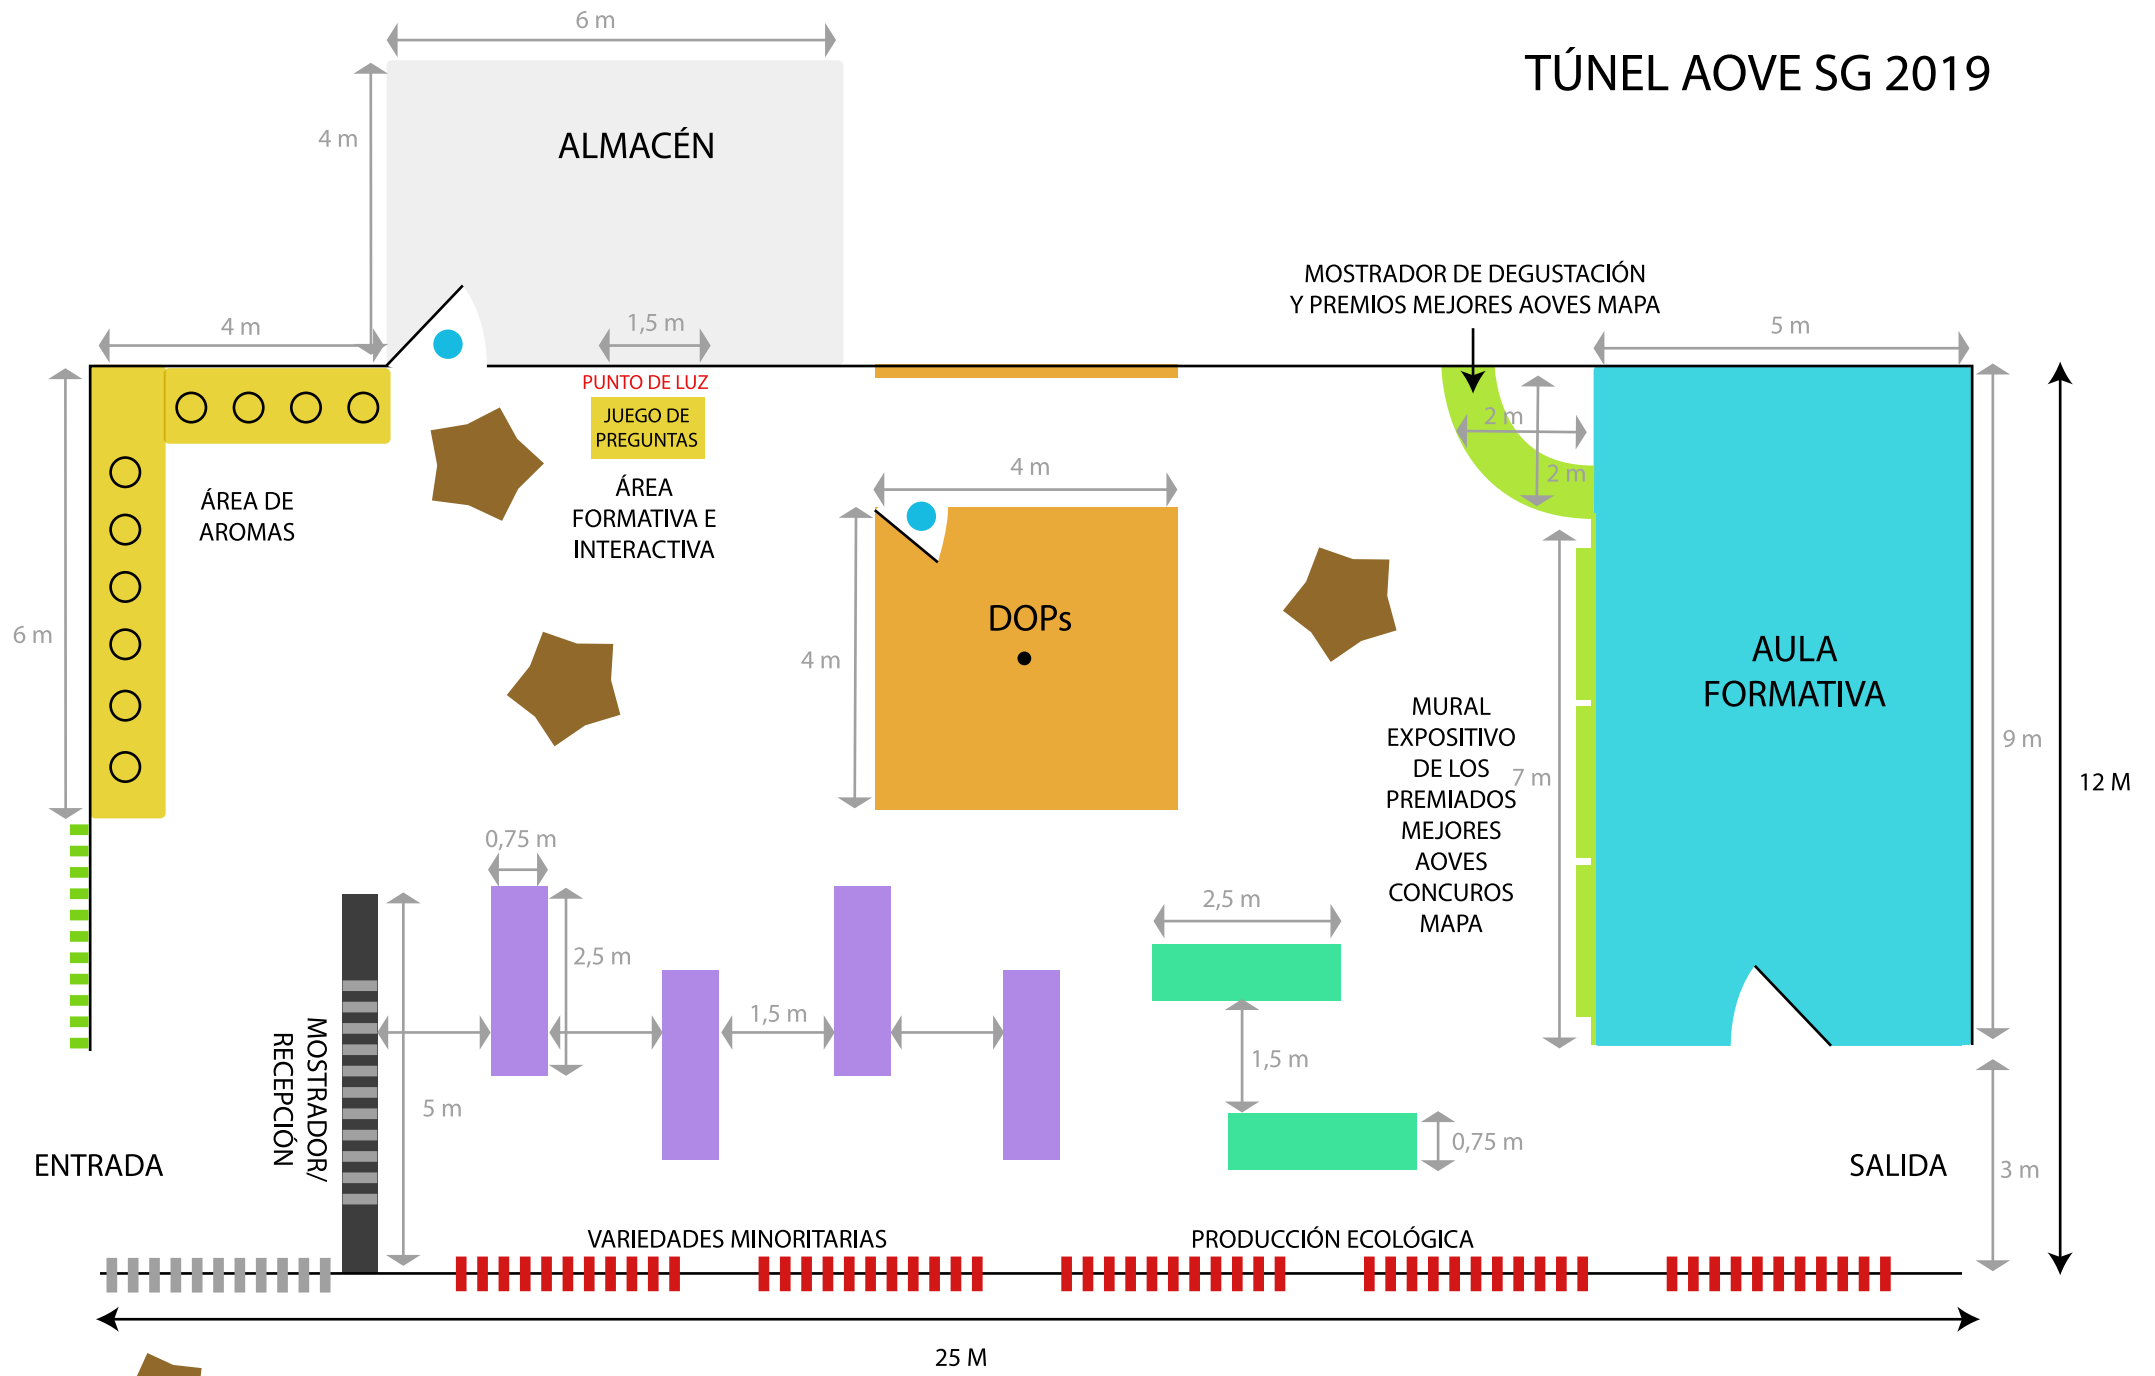 6 m
TÚNEL AOVE SG 2019
4 m
ALMACÉN
MOSTRADOR DE DEGUSTACIÓN
Y PREMIOS MEJORES AOVES MAPA
4 m
1,5 m
5 m
PUNTO DE LUZ
JUEGO DE
PREGUNTAS
2 m
2 m
4 m
ÁREA DE
AROMAS
ÁREA
FORMATIVA E
INTERACTIVA
6 m
DOPs
4 m
AULA
FORMATIVA
MURAL
EXPOSITIVO
DE LOS
PREMIADOS
MEJORES
AOVES
CONCUROS
MAPA
7 m
9 m
12 M
0,75 m
2,5 m
2,5 m
1,5 m
1,5 m
5 m
MOSTRADOR/
RECEPCIÓN
0,75 m
ENTRADA
SALIDA
3 m
VARIEDADES MINORITARIAS
PRODUCCIÓN ECOLÓGICA
25 M